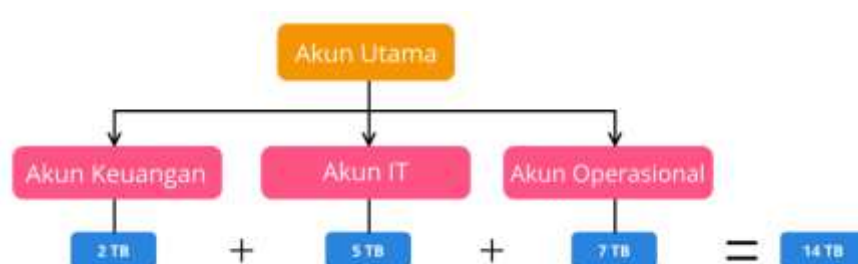 Akun Utama
Akun Keuangan Akun IT Akun Operasional
2 TB + 5 TB + 7 TB = 14 TB